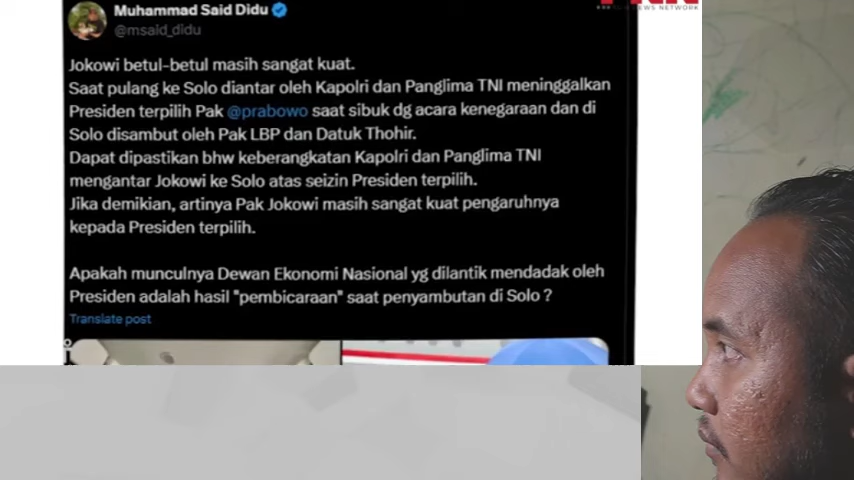 Muhammad Said Didu
@msaid_didu
NEWS NETWORK
Jokowi betul-betul masih sangat kuat.
Saat pulang ke Solo diantar oleh Kapolri dan Panglima TNI meninggalkan
Presiden terpilih Pak @prabowo saat sibuk dg acara kenegaraan dan di
Solo disambut oleh Pak LBP dan Datuk Thohir.
Dapat dipastikan bhw keberangkatan Kapolri dan Panglima TNI
mengantar Jokowi ke Solo atas seizin Presiden terpilih.
Jika demikian, artinya Pak Jokowi masih sangat kuat pengaruhnya
kepada Presiden terpilih.
Apakah munculnya Dewan Ekonomi Nasional yg dilantik mendadak oleh
Presiden adalah hasil "pembicaraan" saat penyambutan di Solo ?
Translate post